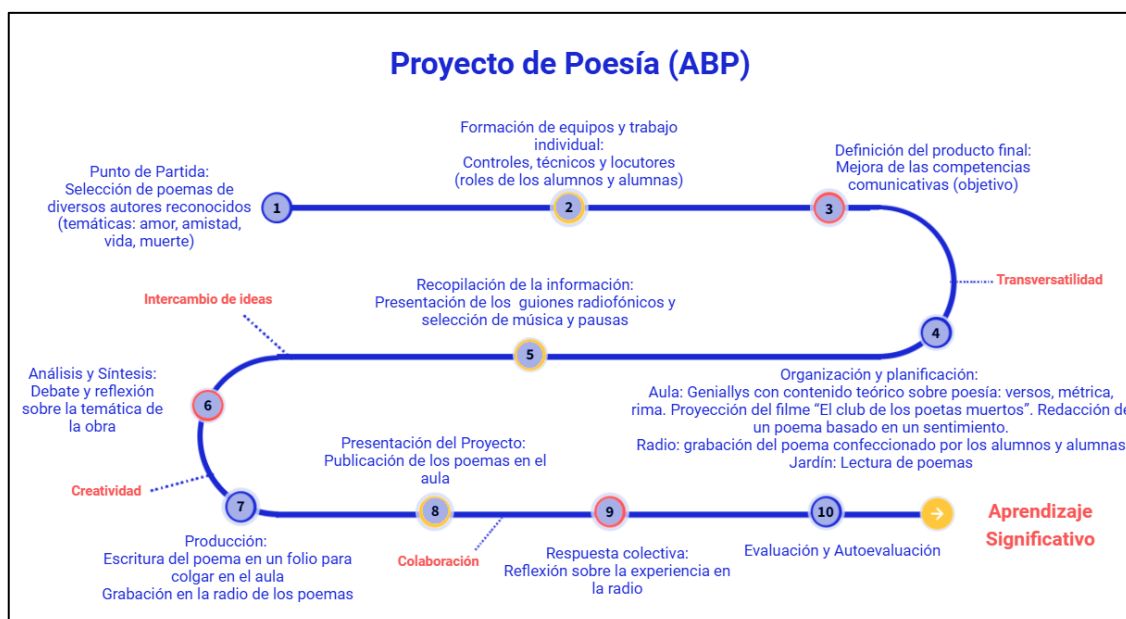 Proyecto de Poesía (ABP)
Punto de Partida:
Selección de poemas de
diversos autores reconocidos
(temáticas: amor, amistad,
vida, muerte)
1
Formación de equipos y trabajo
individual:
Controles, técnicos y locutores
(roles de los alumnos y alumnas)
2
Definición del producto final:
Mejora de las competencias
comunicativas (objetivo)
3
Transversatilidad
4
Organización y planificación:
Aula: Geniallys con contenido teórico sobre poesía: versos, métrica,
rima. Proyección del filme “El club de los poetas muertos”. Redacción de
un poema basado en un sentimiento.
Radio: grabación del poema confeccionado por los alumnos y alumnas
Jardín: Lectura de poemas
Recopilación de la información:
Presentación de los guiones radiofónicos y
selección de música y pausas
5
Intercambio de ideas
Análisis y Síntesis:
Debate y reflexión
sobre la temática de
la obra
6
Creatividad
7
Producción:
Escritura del poema en un folio para
colgar en el aula
Grabación en la radio de los poemas
Presentación del Proyecto:
Publicación de los poemas en el
aula
8
Colaboración
9
Respuesta colectiva:
Reflexión sobre la experiencia en
la radio
10
Evaluación y Autoevaluación
Aprendizaje
Significativo